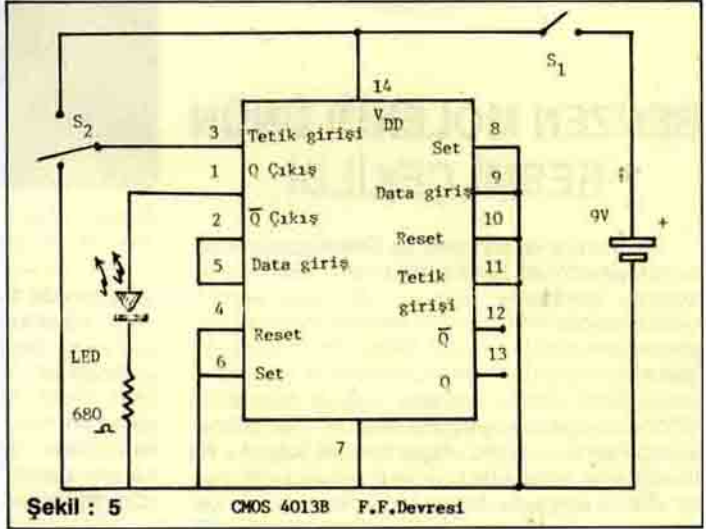 S1
14
VDD
S2
3 Tetik girişi
8 Set
1 Q Çıkış
9 Data giriş
9V +
2 Q̅ Çıkış
10 Reset
5 Data giriş
11 Tetik girişi
4 Reset
12 Q̅
LED
6 Set
13 Q
680 Ω
7
Şekil : 5 CMOS 4013B F.F.Devresi